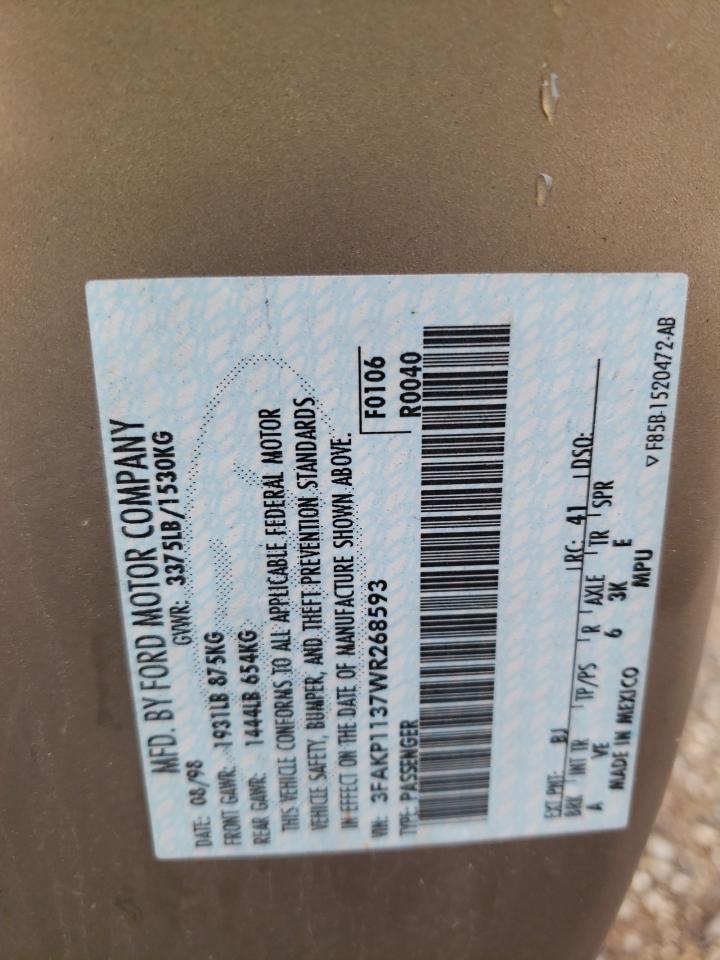 MFD. BY FORD MOTOR COMPANY
DATE: 08/98 GVWR: 3375LB/1530KG
FRONT GAWR: 1931LB 875KG
REAR GAWR: 1444LB 654KG
THIS VEHICLE CONFORMS TO ALL APPLICABLE FEDERAL MOTOR
VEHICLE SAFETY, BUMPER, AND THEFT PREVENTION STANDARDS
IN EFFECT ON THE DATE OF MANUFACTURE SHOWN ABOVE.
VIN: 3FAKP1137WR268593 F0106
TYPE: PASSENGER R0040
EXT PNT: BJ RC: 41 DSO:
BRK INT TR TP/PS R AXLE TR SPR
A VE 6 3K E
MADE IN MEXICO MPU
▽ F85B-1520472-AB